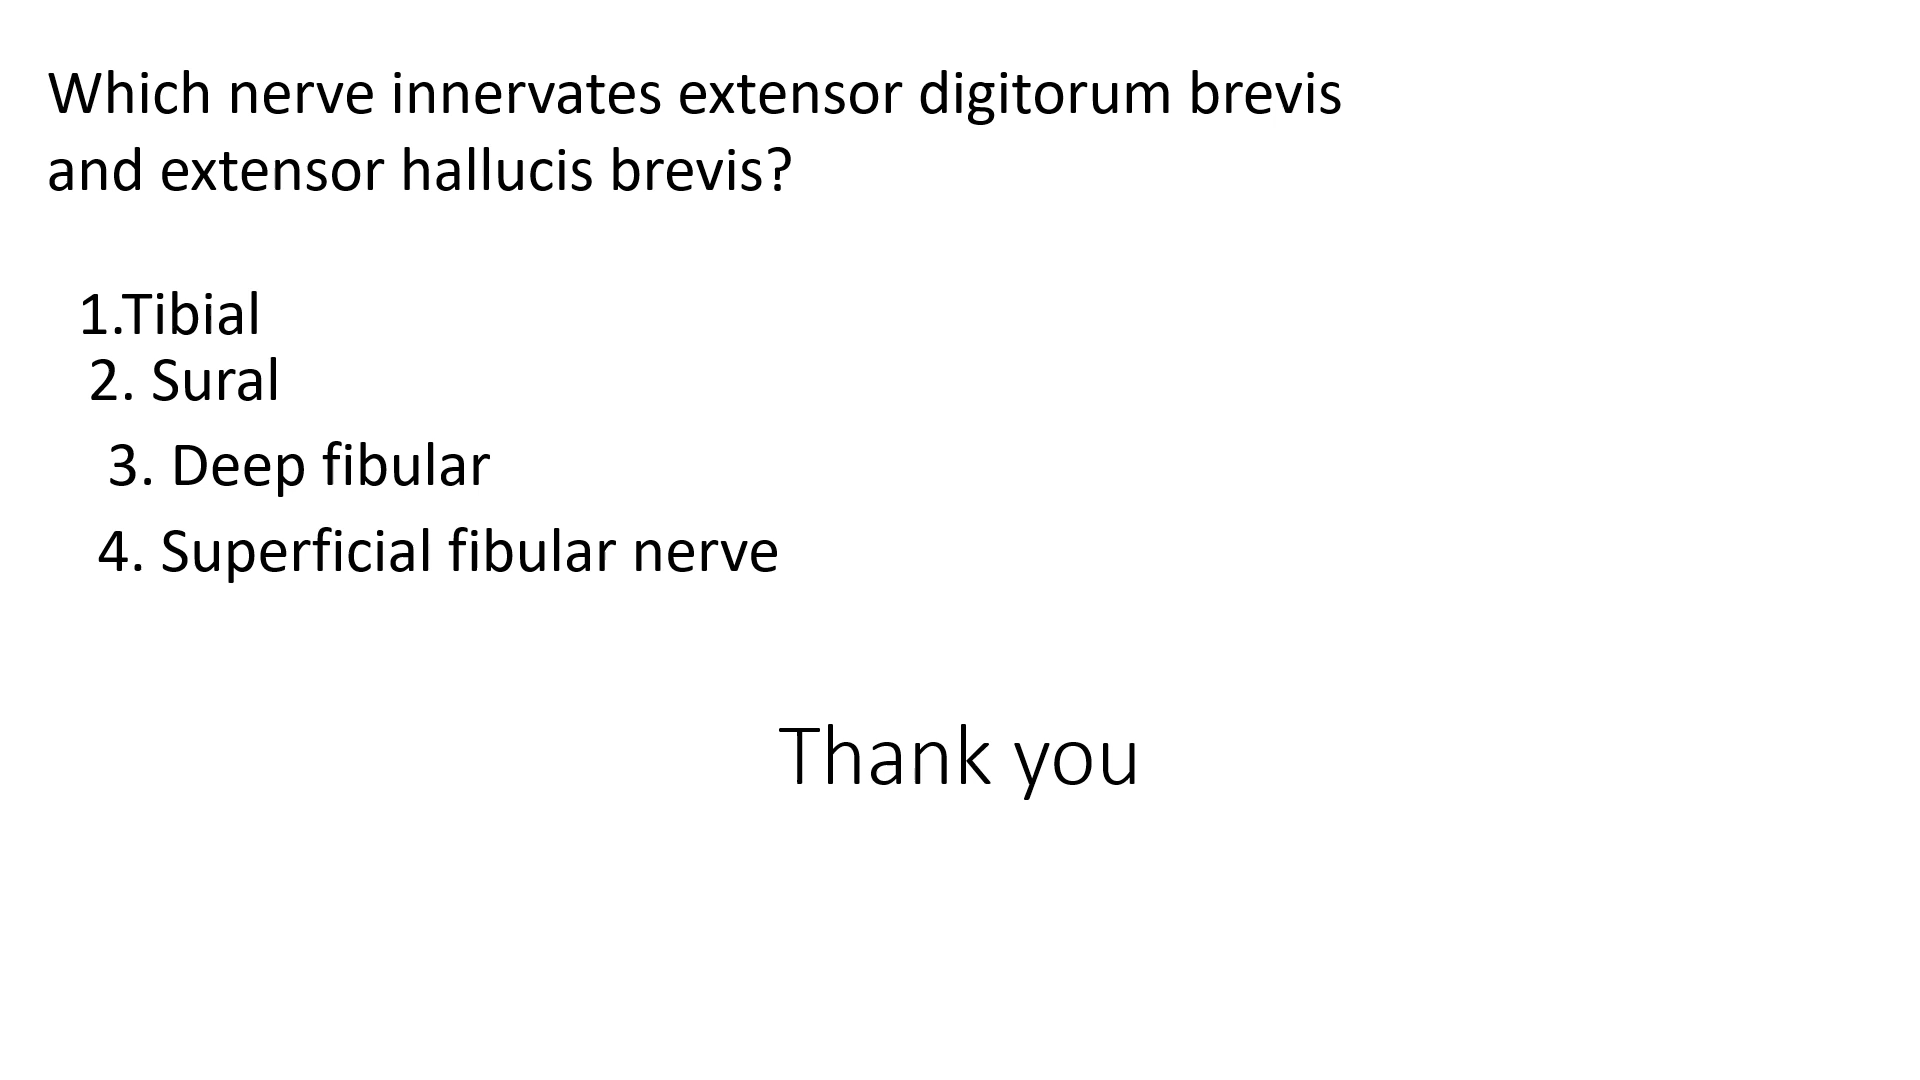 Which nerve innervates extensor digitorum brevis
and extensor hallucis brevis?
1.Tibial
2. Sural
3. Deep fibular
4. Superficial fibular nerve
Thank you